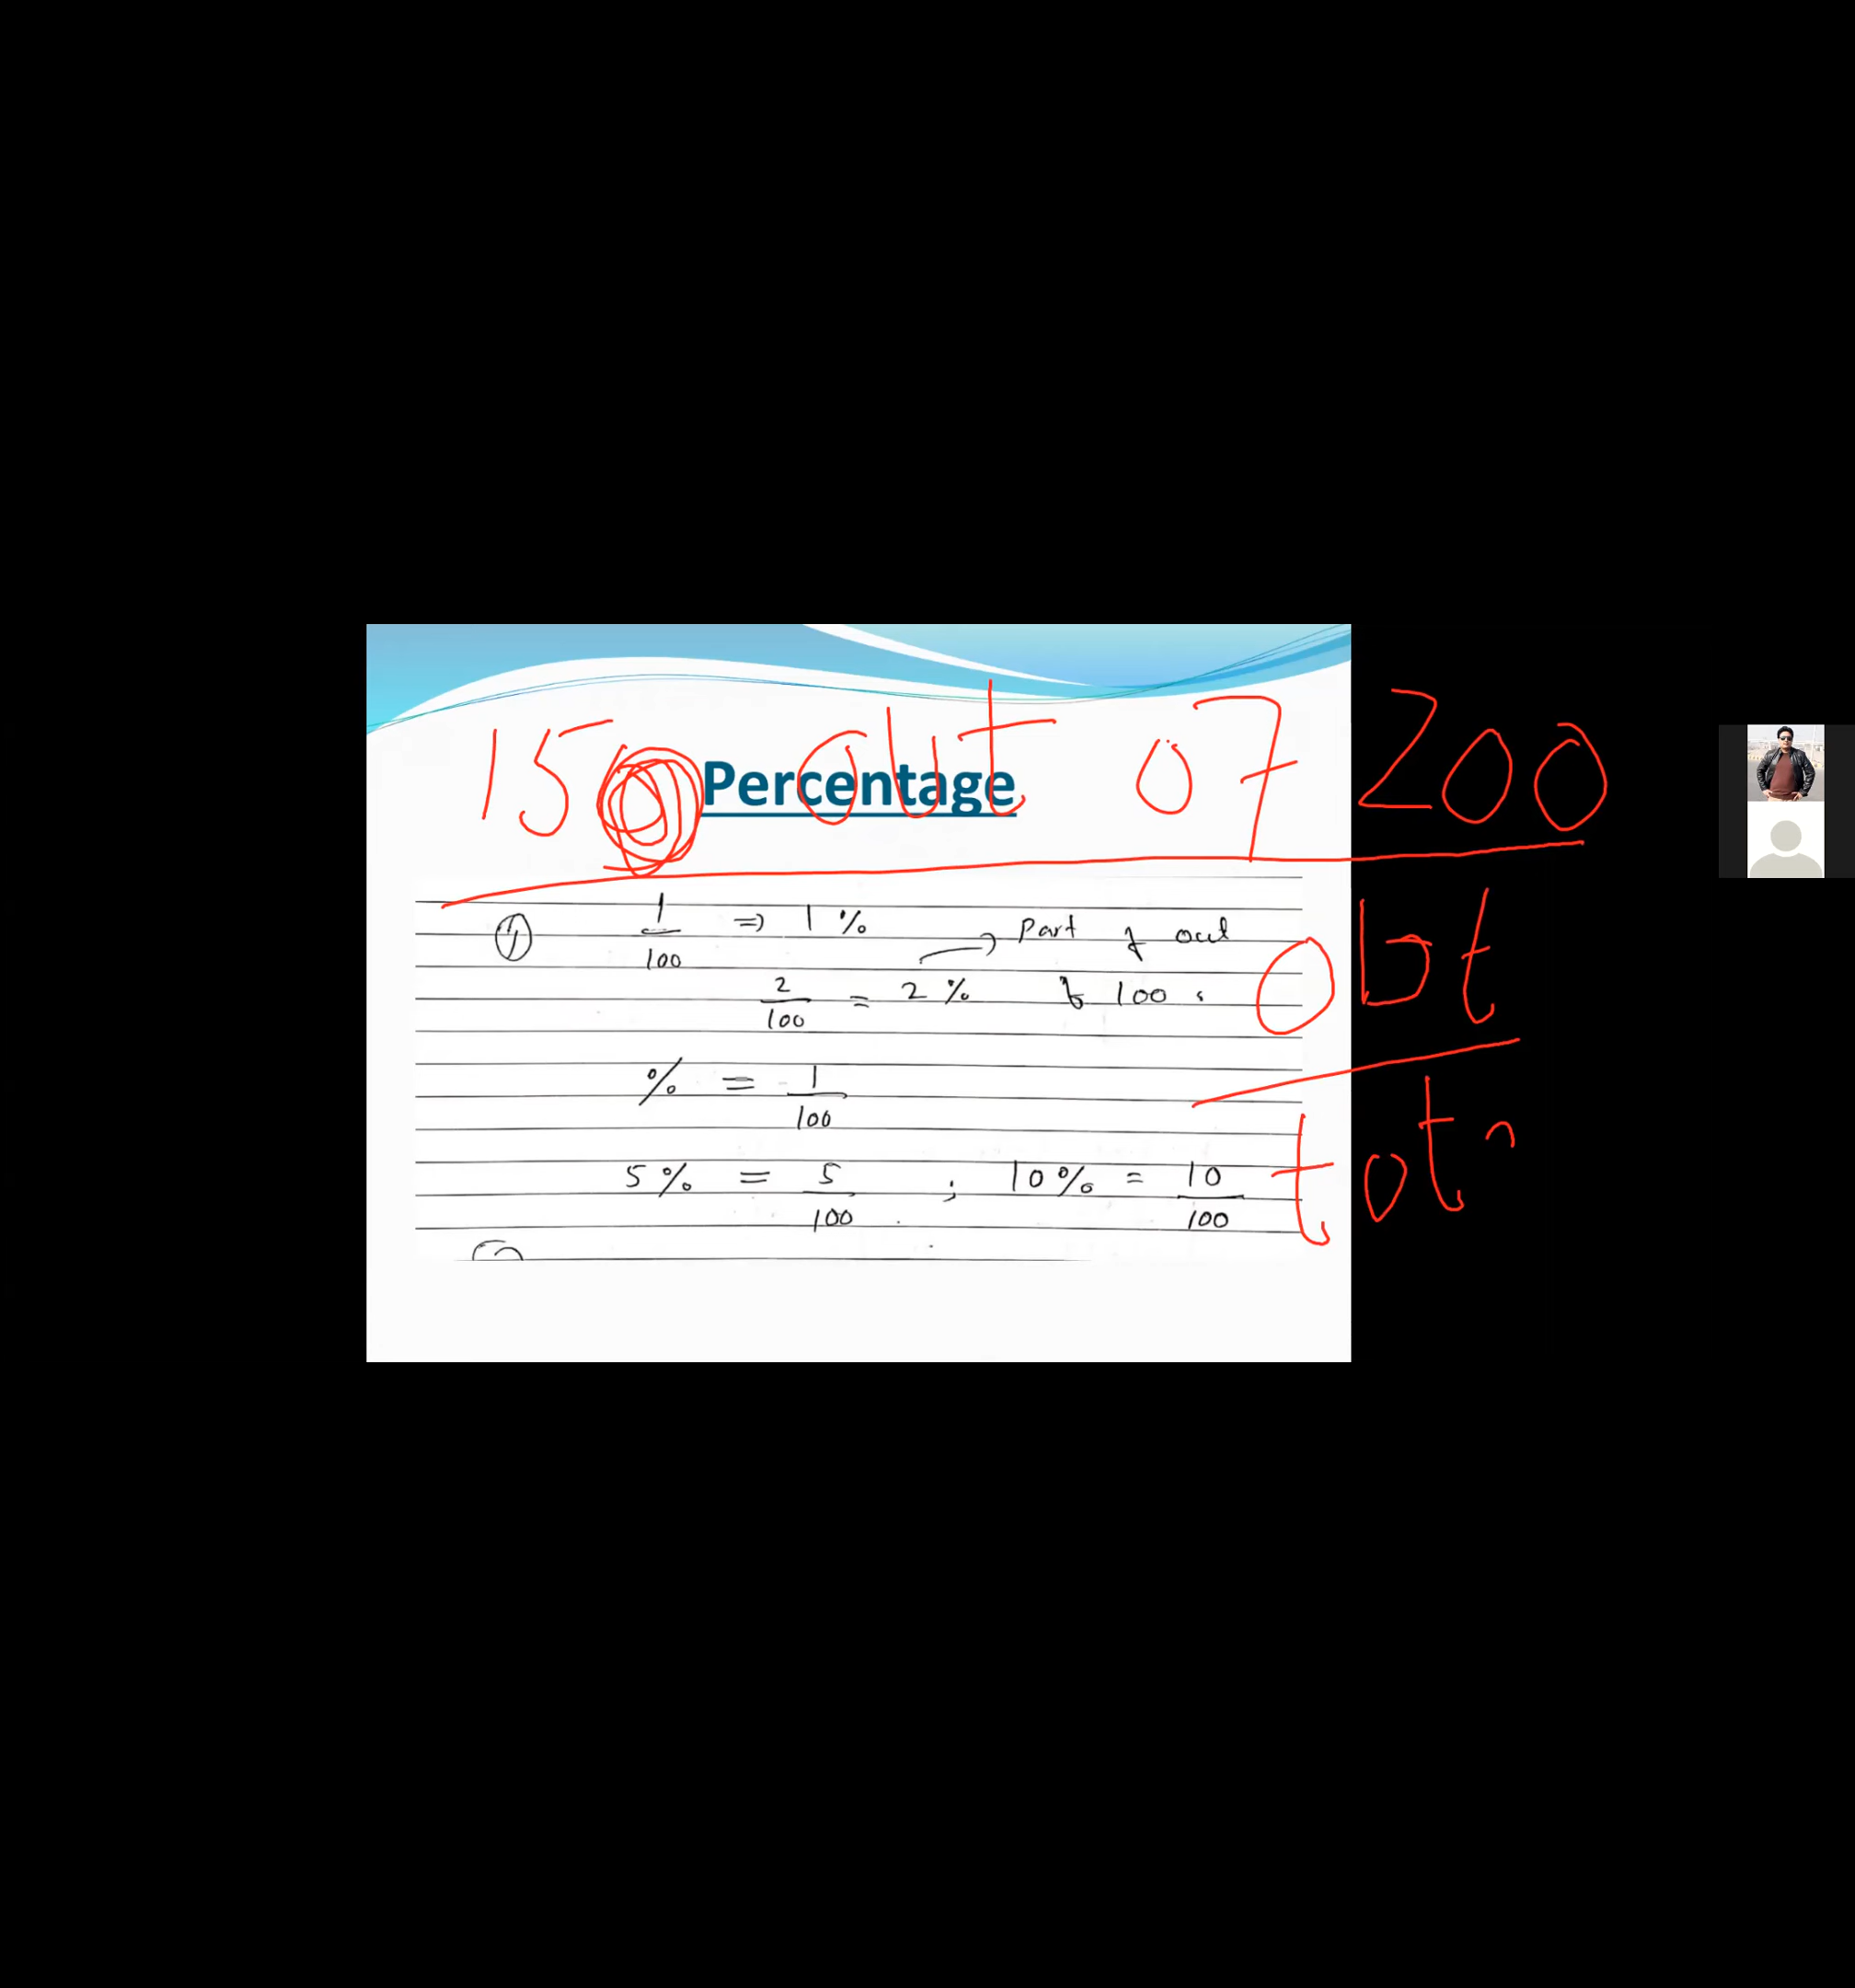 150 out of 200
Percentage
1 1/100 ⇒ 1 % → Part of out
2/100 = 2 % of 100.
obt
% = 1/100
tot
5 % = 5/100 ; 10% = 10/100